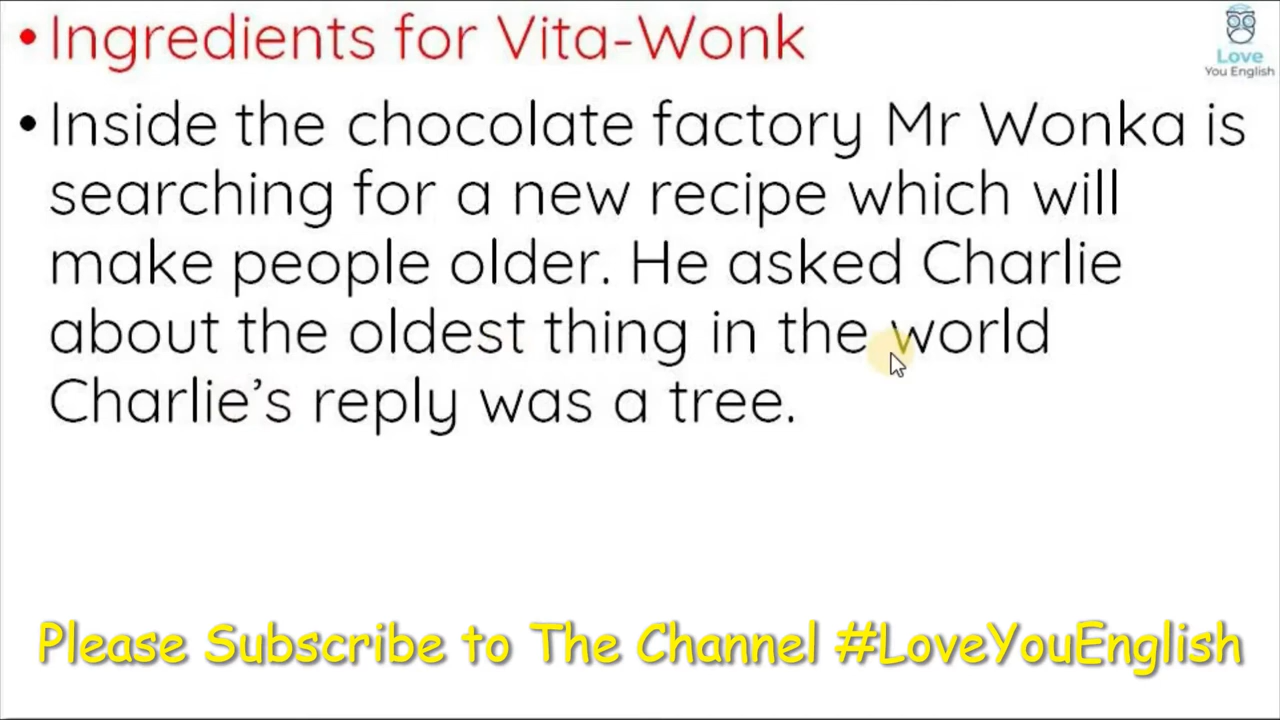 •Ingredients for Vita-Wonk
Love
You English
•Inside the chocolate factory Mr Wonka is
searching for a new recipe which will
make people older. He asked Charlie
about the oldest thing in the world
Charlie’s reply was a tree.
Please Subscribe to The Channel #LoveYouEnglish